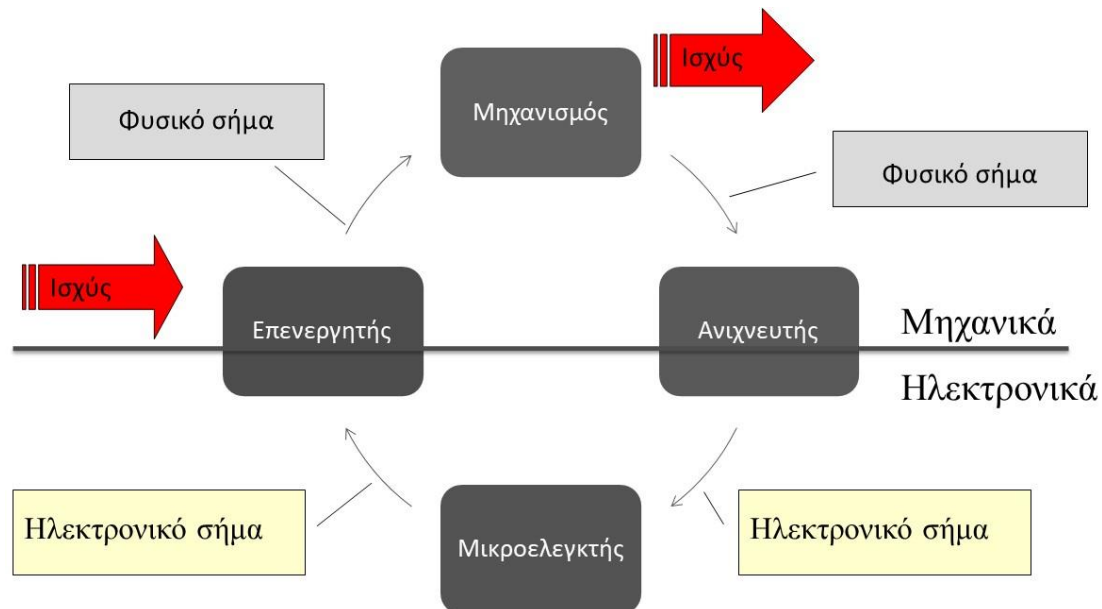 Ισχύς
Μηχανισμός
Φυσικό σήμα
Φυσικό σήμα
Ισχύς
Επενεργητής
Ανιχνευτής
Μηχανικά
Ηλεκτρονικά
Ηλεκτρονικό σήμα
Μικροελεγκτής
Ηλεκτρονικό σήμα